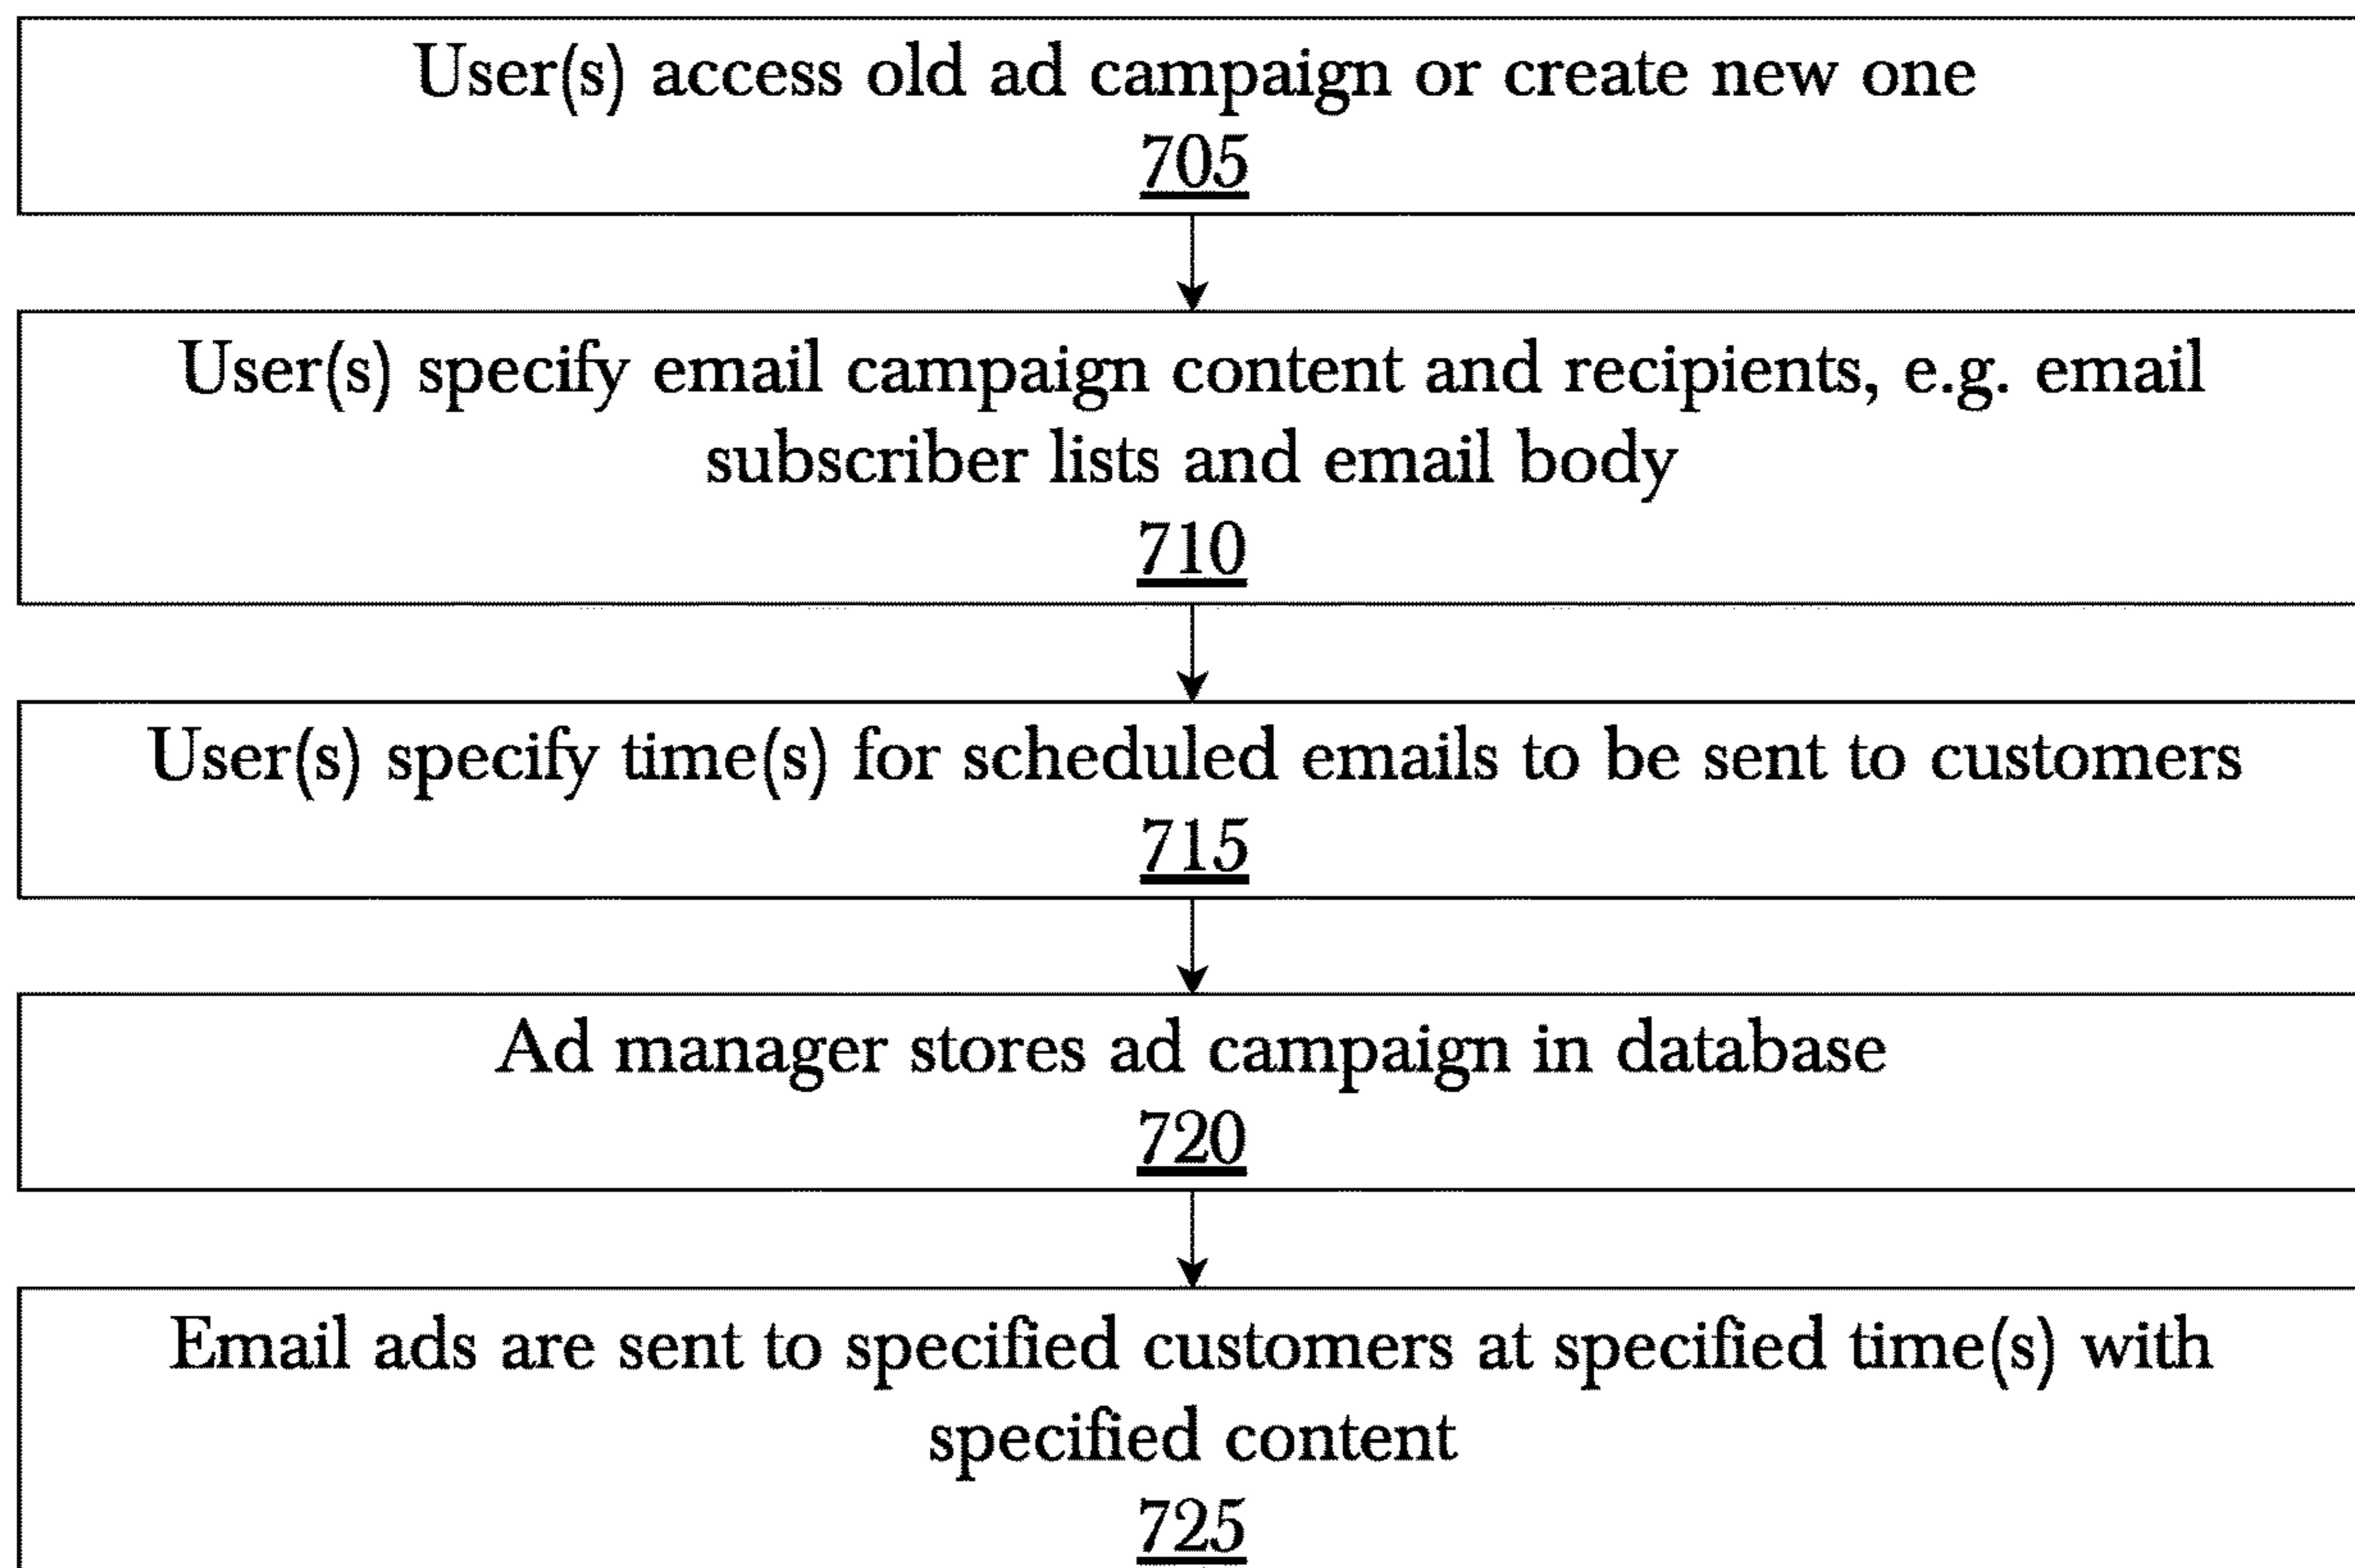 User(s) access old ad campaign or create new one
705
User(s) specify email campaign content and recipients, e.g. email
subscriber lists and email body
710
User(s) specify time(s) for scheduled emails to be sent to customers
715
Ad manager stores ad campaign in database
720
Email ads are sent to specified customers at specified time(s) with
specified content
725